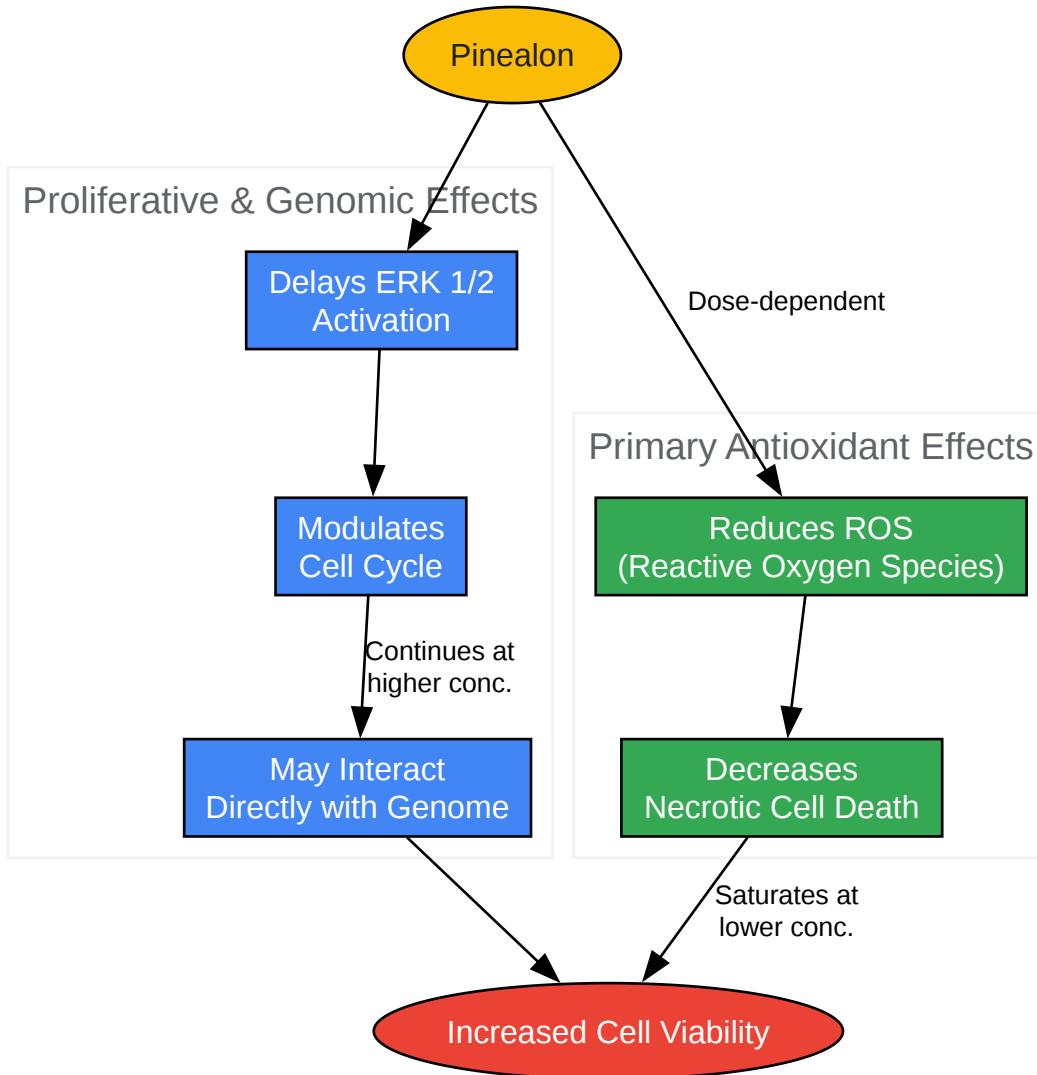 Pinealon
Proliferative & Genomic Effects
Delays ERK 1/2
Activation
Dose-dependent
Primary Antioxidant Effects
Modulates
Cell Cycle
Reduces ROS
(Reactive Oxygen Species)
Continues at
higher conc.
May Interact
Directly with Genome
Decreases
Necrotic Cell Death
Saturates at
lower conc.
Increased Cell Viability